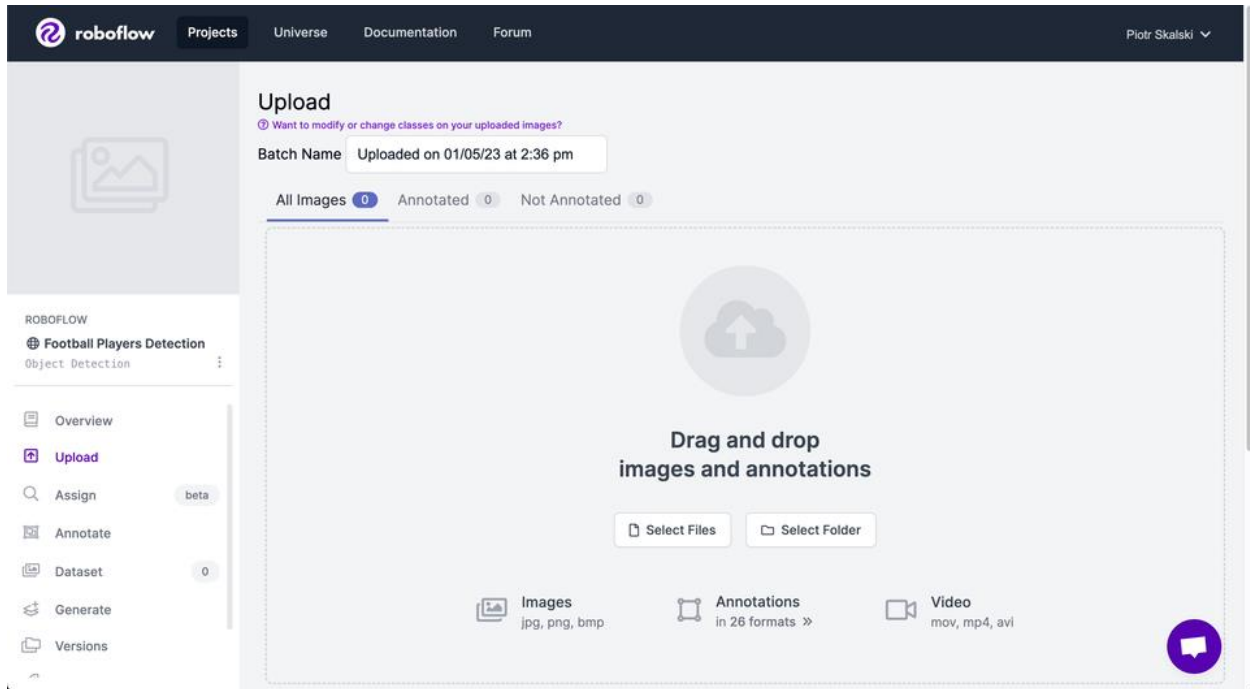 roboflow Projects Universe Documentation Forum Piotr Skalski
Upload
Want to modify or change classes on your uploaded images?
Batch Name Uploaded on 01/05/23 at 2:36 pm
All Images 0 Annotated 0 Not Annotated 0
ROBOFLOW
Football Players Detection
Object Detection
Overview
Upload
Assign beta
Annotate
Dataset 0
Generate
Versions
Drag and drop
images and annotations
Select Files Select Folder
Images
jpg, png, bmp
Annotations
in 26 formats »
Video
mov, mp4, avi